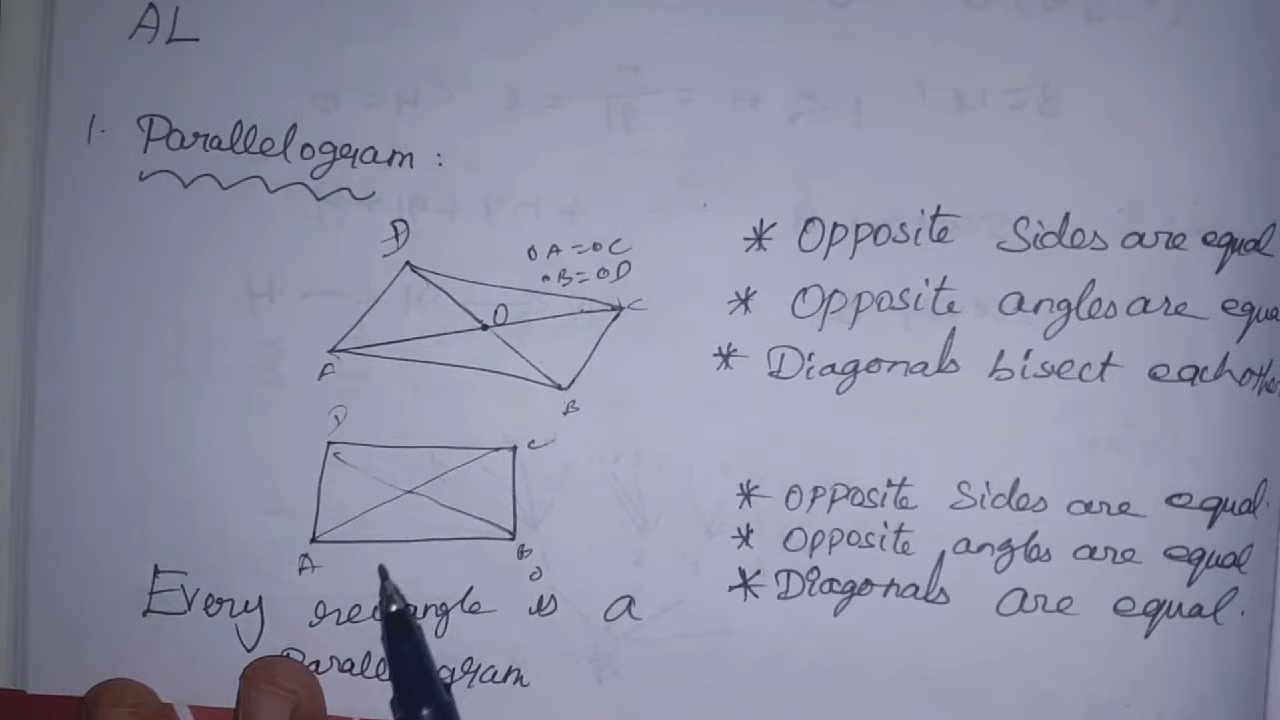 AL
1. Parallelogram:
D
OA = OC
OB = OD
O
C
A
B
* Opposite Sides are equal
* Opposite angles are equa
* Diagonals bisect eachother
D
C
A
B
* Opposite Sides are equal.
* Opposite angles are equal
* Diagonals are equal.
Every rectangle is a
Parallelogram